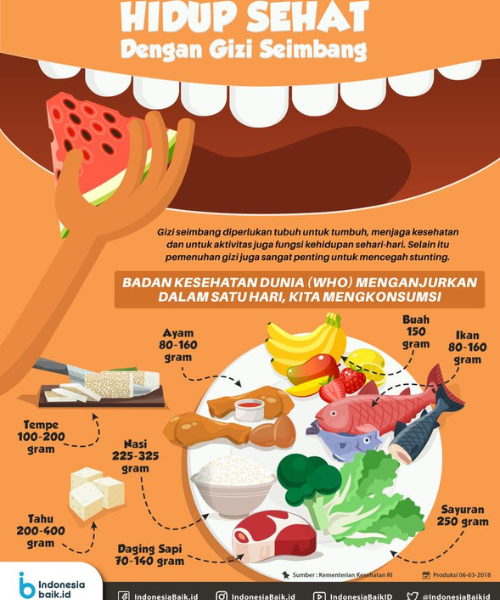 HIDUP SEHAT
Dengan Gizi Seimbang
Gizi seimbang diperlukan tubuh untuk tumbuh, menjaga kesehatan
dan untuk aktivitas juga fungsi kehidupan sehari-hari. Selain itu
pemenuhan gizi juga sangat penting untuk mencegah stunting.
BADAN KESEHATAN DUNIA (WHO) MENGANJURKAN
DALAM SATU HARI, KITA MENGKONSUMSI
Ayam
80-160
gram
Buah
150
gram
Ikan
80-160
gram
Tempe
100-200
gram
Nasi
225-325
gram
Tahu
200-400
gram
Daging Sapi
70-140 gram
Sayuran
250 gram
Sumber : Kementerian Kesehatan RI
Produksi 06-03-2018
Indonesia
baik.id
IndonesiaBaik.id
IndonesiaBaik.id
IndonesiaBaikID
@IndonesiaBaikId